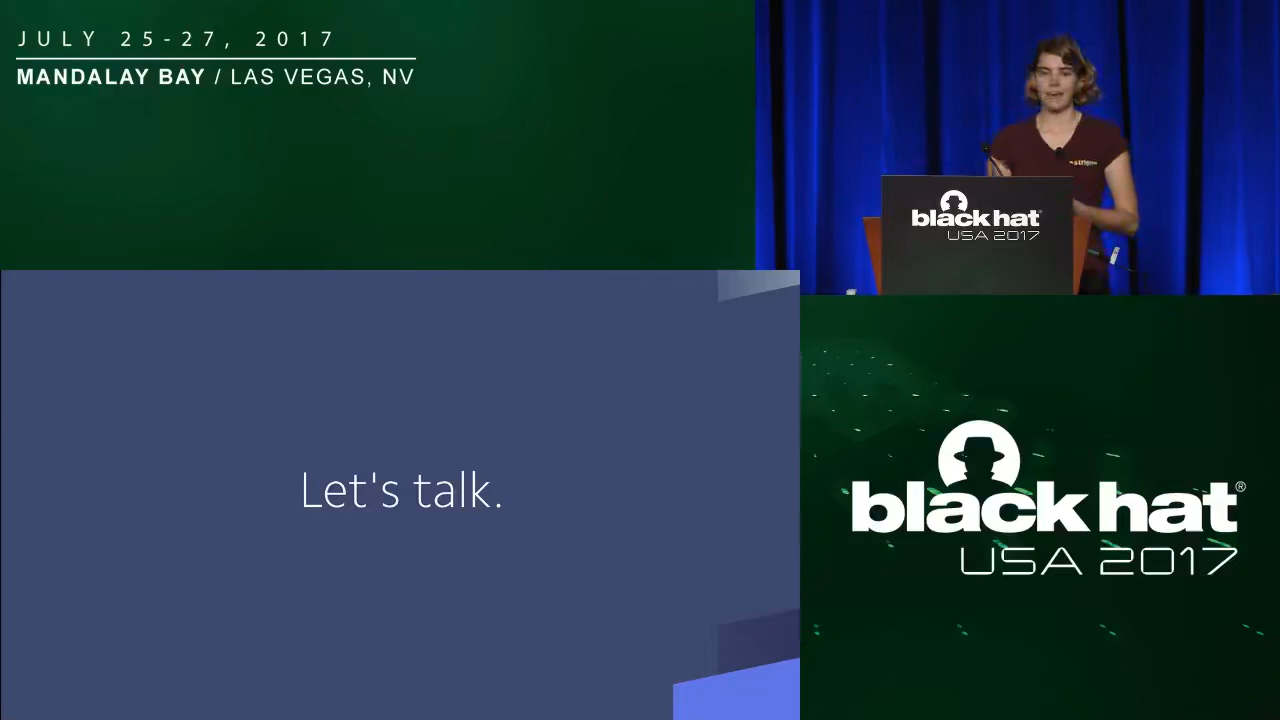 JULY 25-27, 2017
MANDALAY BAY / LAS VEGAS, NV
black hat
USA 2017
Let's talk.
black hat®
USA 2017